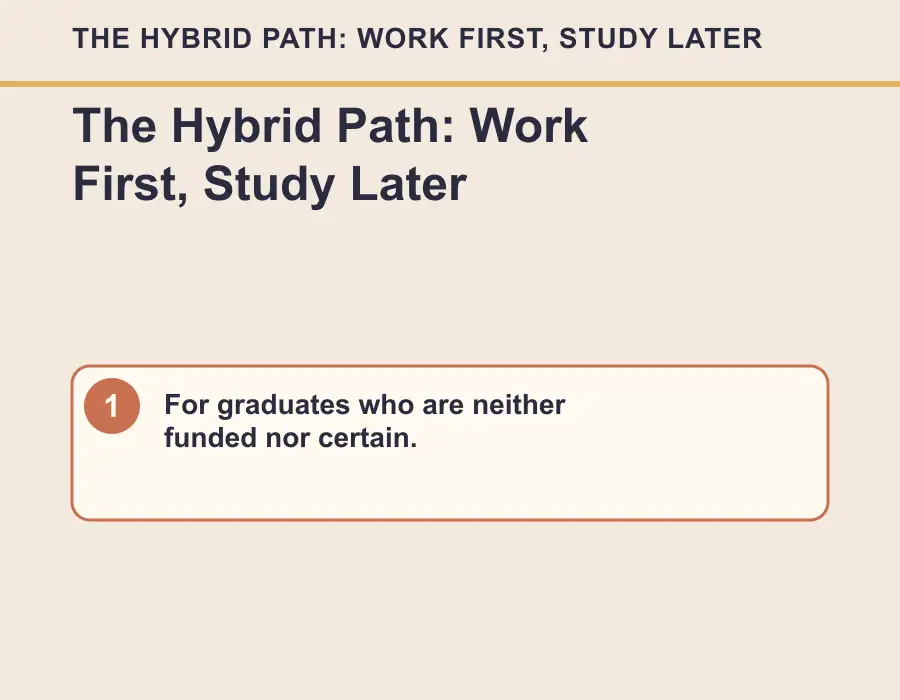 THE HYBRID PATH: WORK FIRST, STUDY LATER
The Hybrid Path: Work
First, Study Later
1
For graduates who are neither
funded nor certain.